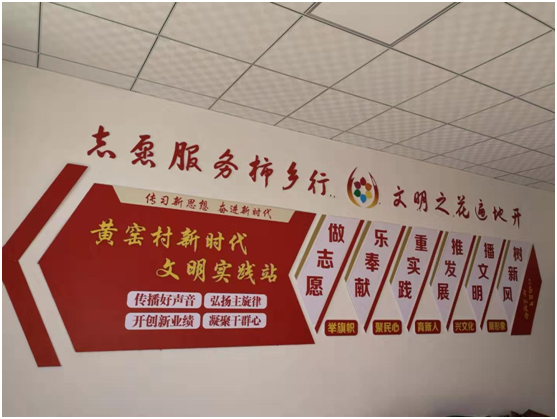 志愿服务柿乡行
文明之花遍地开
传习新思想 奋进新时代
黄窑村新时代
文明实践站
传播好声音 弘扬主旋律
开创新业绩 凝聚干群心
做志愿
乐奉献
重实践
推发展
播文明
树新风
举旗帜
聚民心
育新人
兴文化
展形象